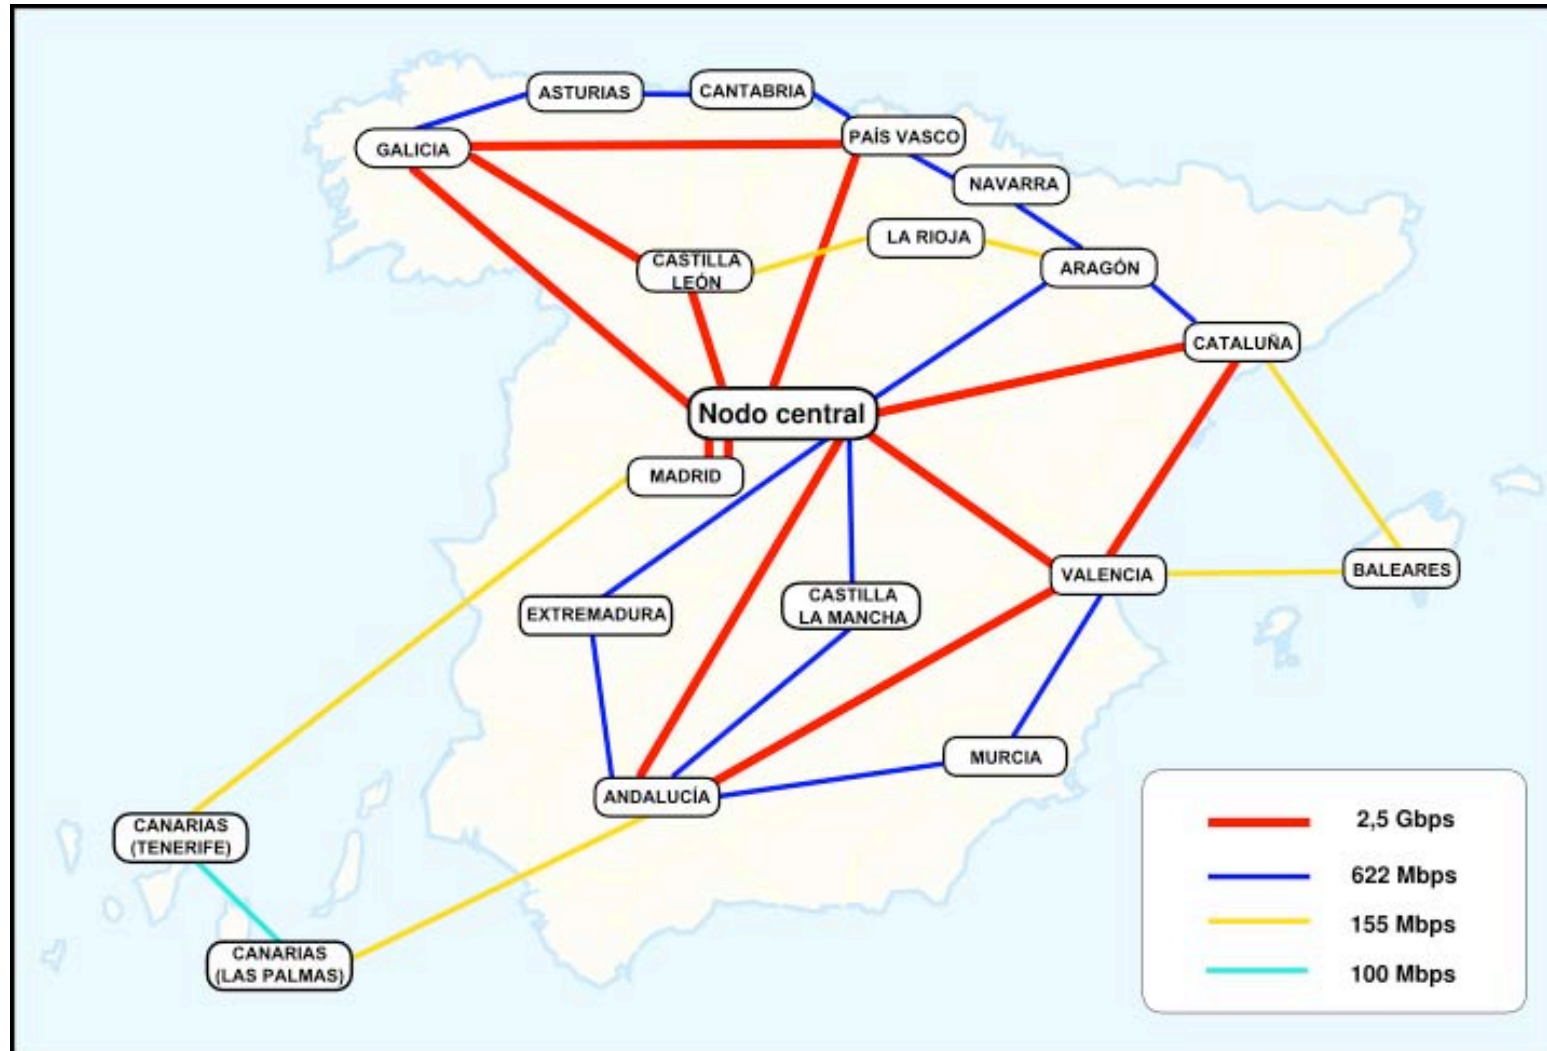 ASTURIAS
CANTABRIA
GALICIA
PAÍS VASCO
NAVARRA
LA RIOJA
CASTILLA
LEÓN
ARAGÓN
CATALUÑA
Nodo central
MADRID
VALENCIA
BALEARES
EXTREMADURA
CASTILLA
LA MANCHA
MURCIA
ANDALUCÍA
CANARIAS
(TENERIFE)
CANARIAS
(LAS PALMAS)
2,5 Gbps
622 Mbps
155 Mbps
100 Mbps